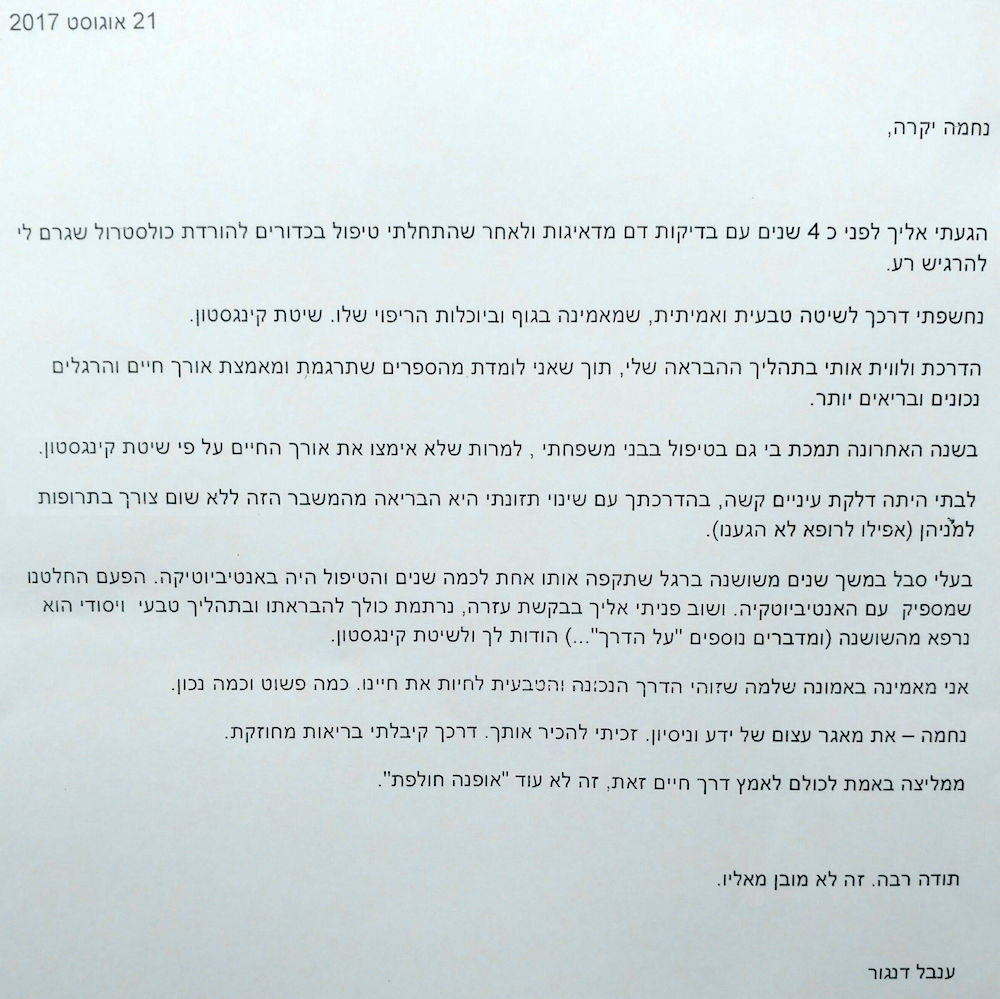 21 אוגוסט 2017
נחמה יקרה,
הגעתי אליך לפני כ 4 שנים עם בדיקות דם מדאיגות ולאחר שהתחלתי טיפול בכדורים להורדת כולסטרול שגרם לי
להרגיש רע.
נחשפתי דרכך לשיטה טבעית ואמיתית, שמאמינה בגוף וביוכלות הריפוי שלו. שיטת קינגסטון.
הדרכת ולווית אותי בתהליך ההבראה שלי, תוך שאני לומדת מהספרים שתרגמת ומאמצת אורך חיים והרגלים
נכונים ובריאים יותר.
בשנה האחרונה תמכת בי גם בטיפול בבני משפחתי , למרות שלא אימצו את אורך החיים על פי שיטת קינגסטון.
לבתי היתה דלקת עיניים קשה, בהדרכתך עם שינוי תזונתי היא הבריאה מהמשבר הזה ללא שום צורך בתרופות
למניהן (אפילו לרופא לא הגענו).
בעלי סבל במשך שנים משושנה ברגל שתקפה אותו אחת לכמה שנים והטיפול היה באנטיביוטיקה. הפעם החלטנו
שמספיק  עם האנטיביוטקיה. ושוב פניתי אליך בבקשת עזרה, נרתמת כולך להבראתו ובתהליך טבעי  ויסודי הוא
נרפא מהשושנה (ומדברים נוספים "על הדרך"...) הודות לך ולשיטת קינגסטון.
אני מאמינה באמונה שלמה שזוהי הדרך הנכונה והטבעית לחיות את חיינו. כמה פשוט וכמה נכון.
נחמה – את מאגר עצום של ידע וניסיון. זכיתי להכיר אותך. דרכך קיבלתי בריאות מחוזקת.
ממליצה באמת לכולם לאמץ דרך חיים זאת, זה לא עוד "אופנה חולפת".
תודה רבה. זה לא מובן מאליו.
ענבל דנגור